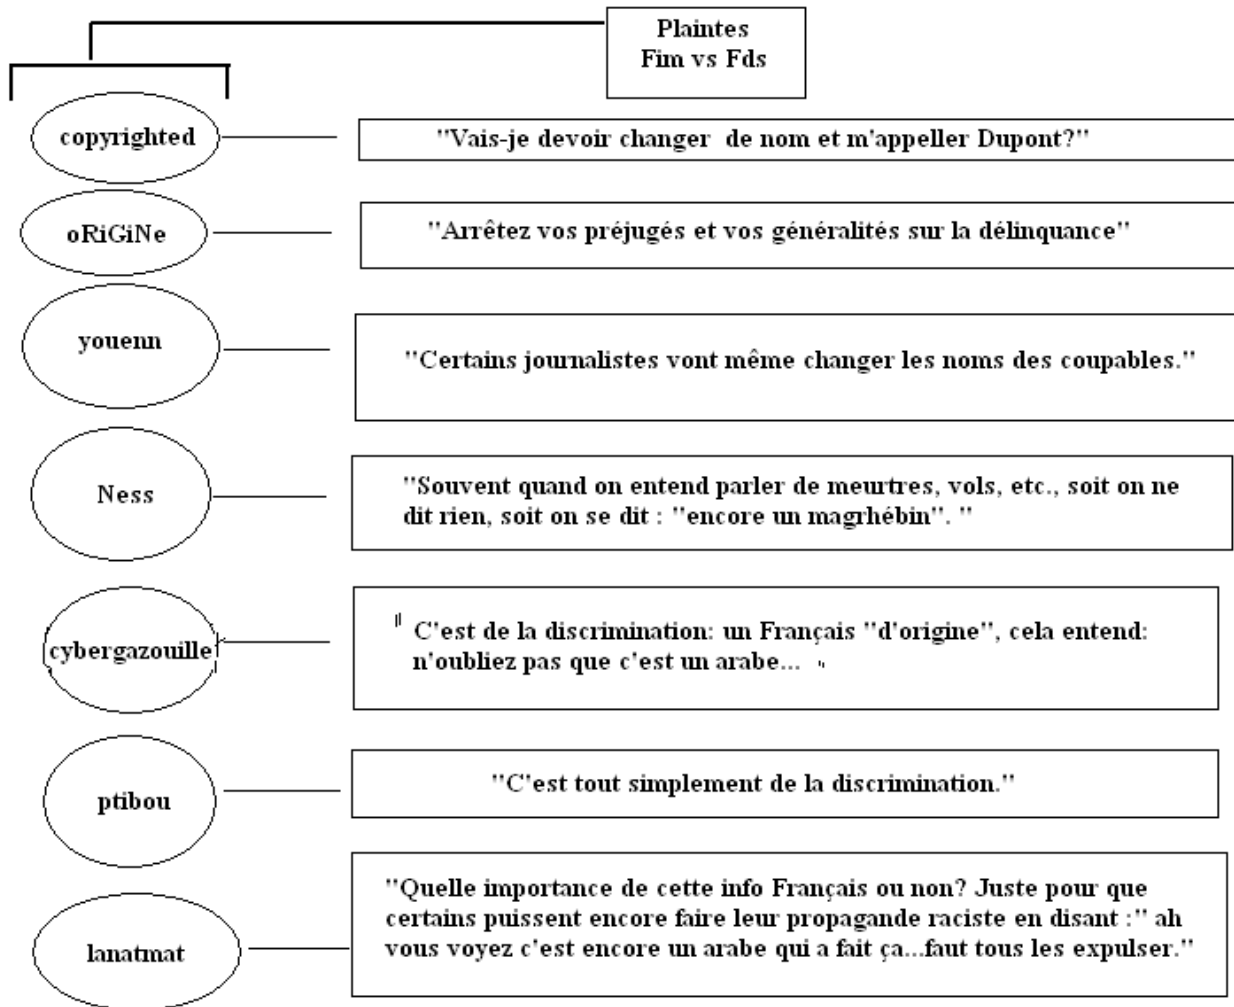 Plaintes
Fim vs Fds
copyrighted
"Vais-je devoir changer de nom et m'appeller Dupont?"
oRiGiNe
"Arrêtez vos préjugés et vos généralités sur la délinquance"
youenn
"Certains journalistes vont même changer les noms des coupables."
Ness
"Souvent quand on entend parler de meurtres, vols, etc., soit on ne
dit rien, soit on se dit : "encore un magrhébin". "
cybergazouille
" C'est de la discrimination: un Français "d'origine", cela entend:
n'oubliez pas que c'est un arabe... "
ptibou
"C'est tout simplement de la discrimination."
lanatmat
"Quelle importance de cette info Français ou non? Juste pour que
certains puissent encore faire leur propagande raciste en disant :" ah
vous voyez c'est encore un arabe qui a fait ça...faut tous les expulser."